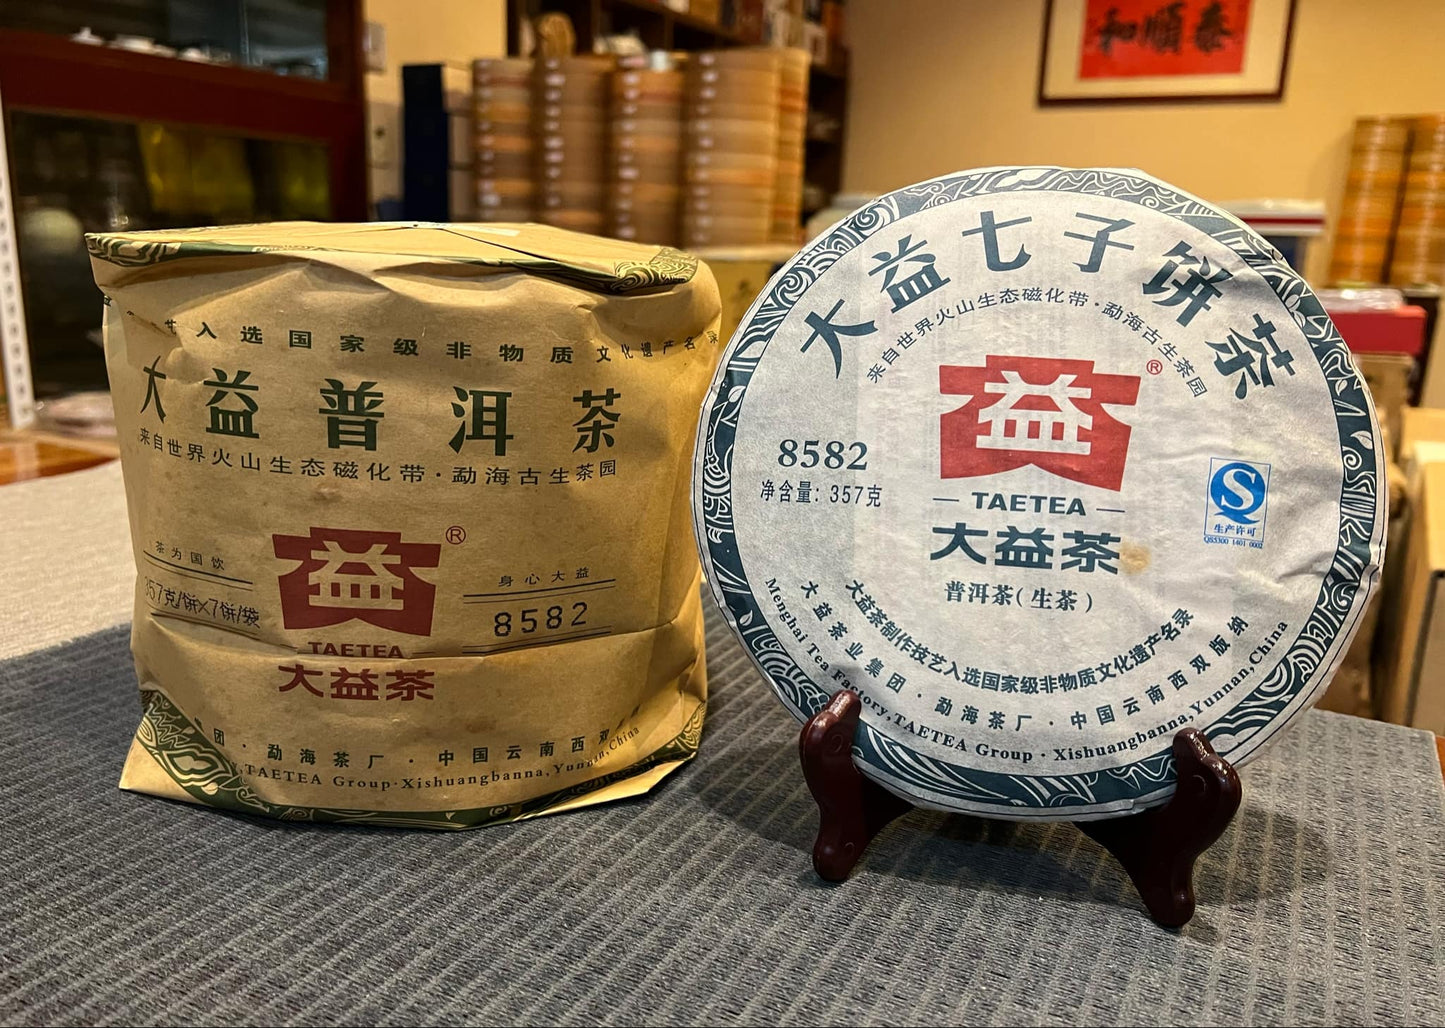 和順泰
入选国家级非物质文化遗产名录
大益普洱茶
来自世界火山生态磁化带·勐海古生茶园
益
®
茶为国饮
357克/饼×7饼/袋
身心大益
8582
TAETEA
大益茶
团·勐海茶厂·中国云南西双
TAETEA Group·Xishuangbanna,Yunnan,China
大益七子饼茶
来自世界火山生态磁化带·勐海古生茶园
益
®
8582
净含量:357克
TAETEA
大益茶
普洱茶(生茶)
S
生产许可
QS5300 1401 0002
大益茶制作技艺入选国家级非物质文化遗产名录
大益茶业集团·勐海茶厂·中国云南西双版纳
Menghai Tea Factory,TAETEA Group·Xishuangbanna,Yunnan,China